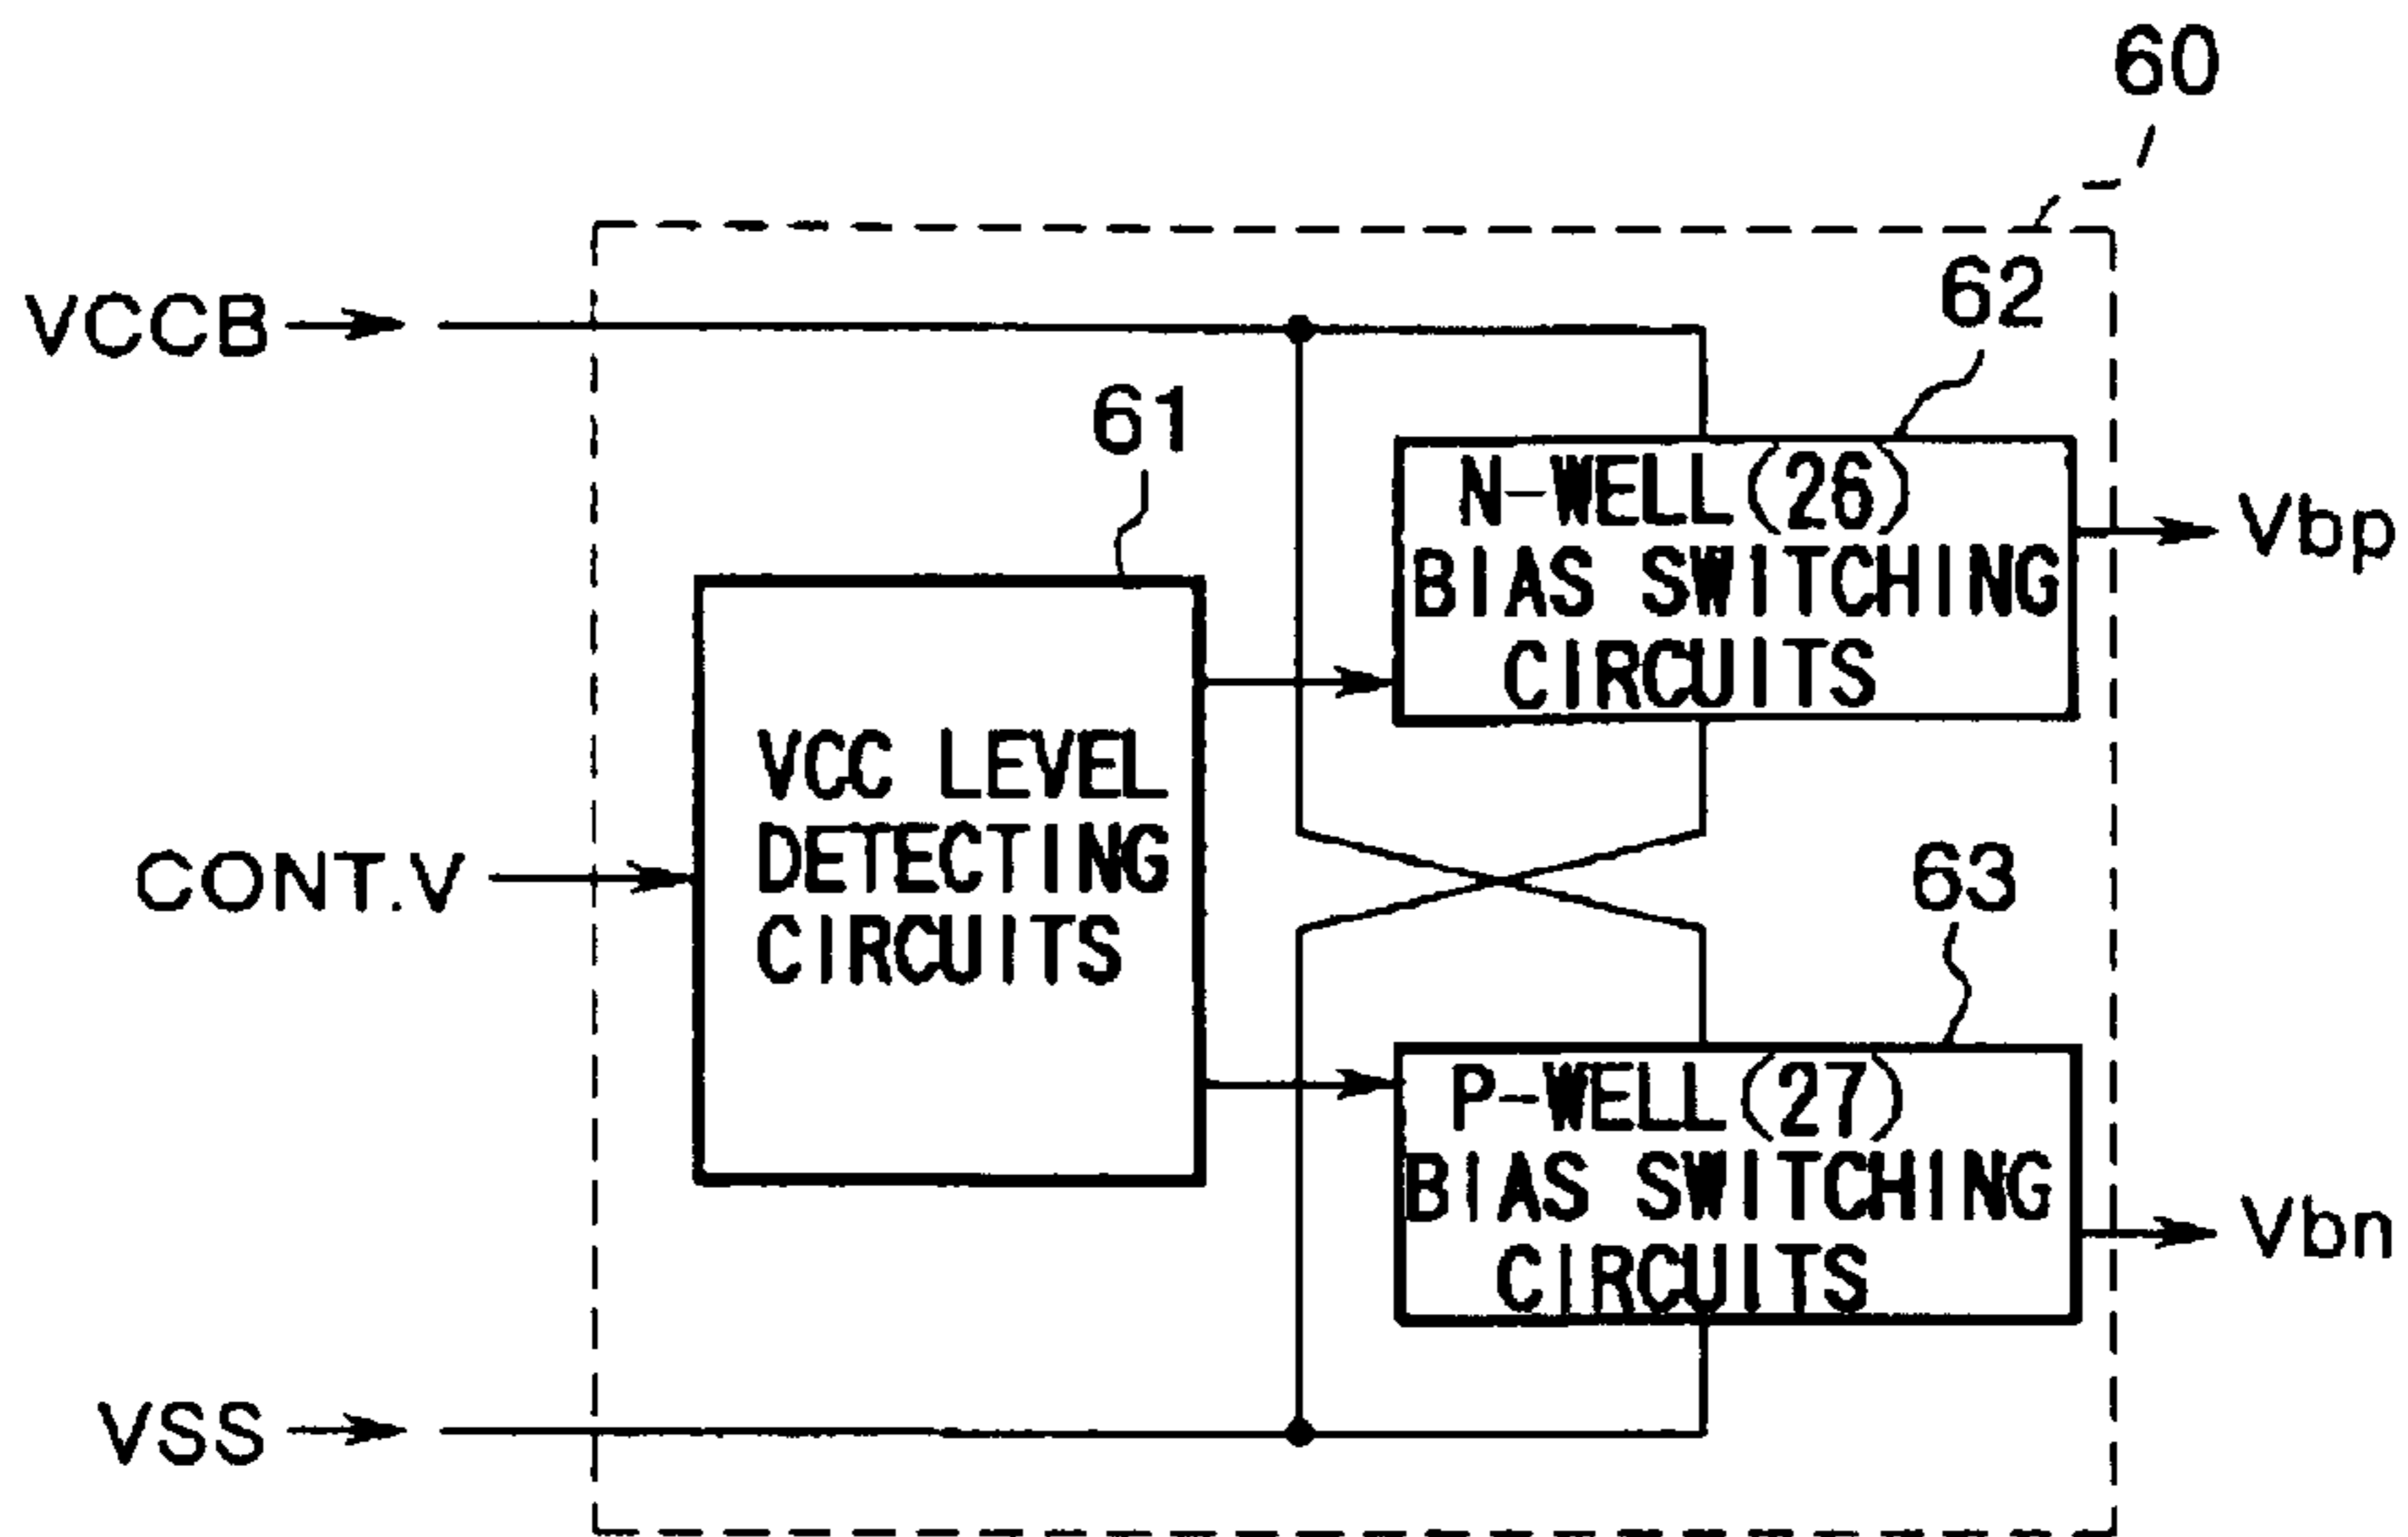 60
VCCB
62
61
N-WELL(26)
BIAS SWITCHING
CIRCUITS
Vbp
VCC LEVEL
DETECTING
CIRCUITS
CONT.V
63
P-WELL(27)
BIAS SWITCHING
CIRCUITS
Vbn
VSS